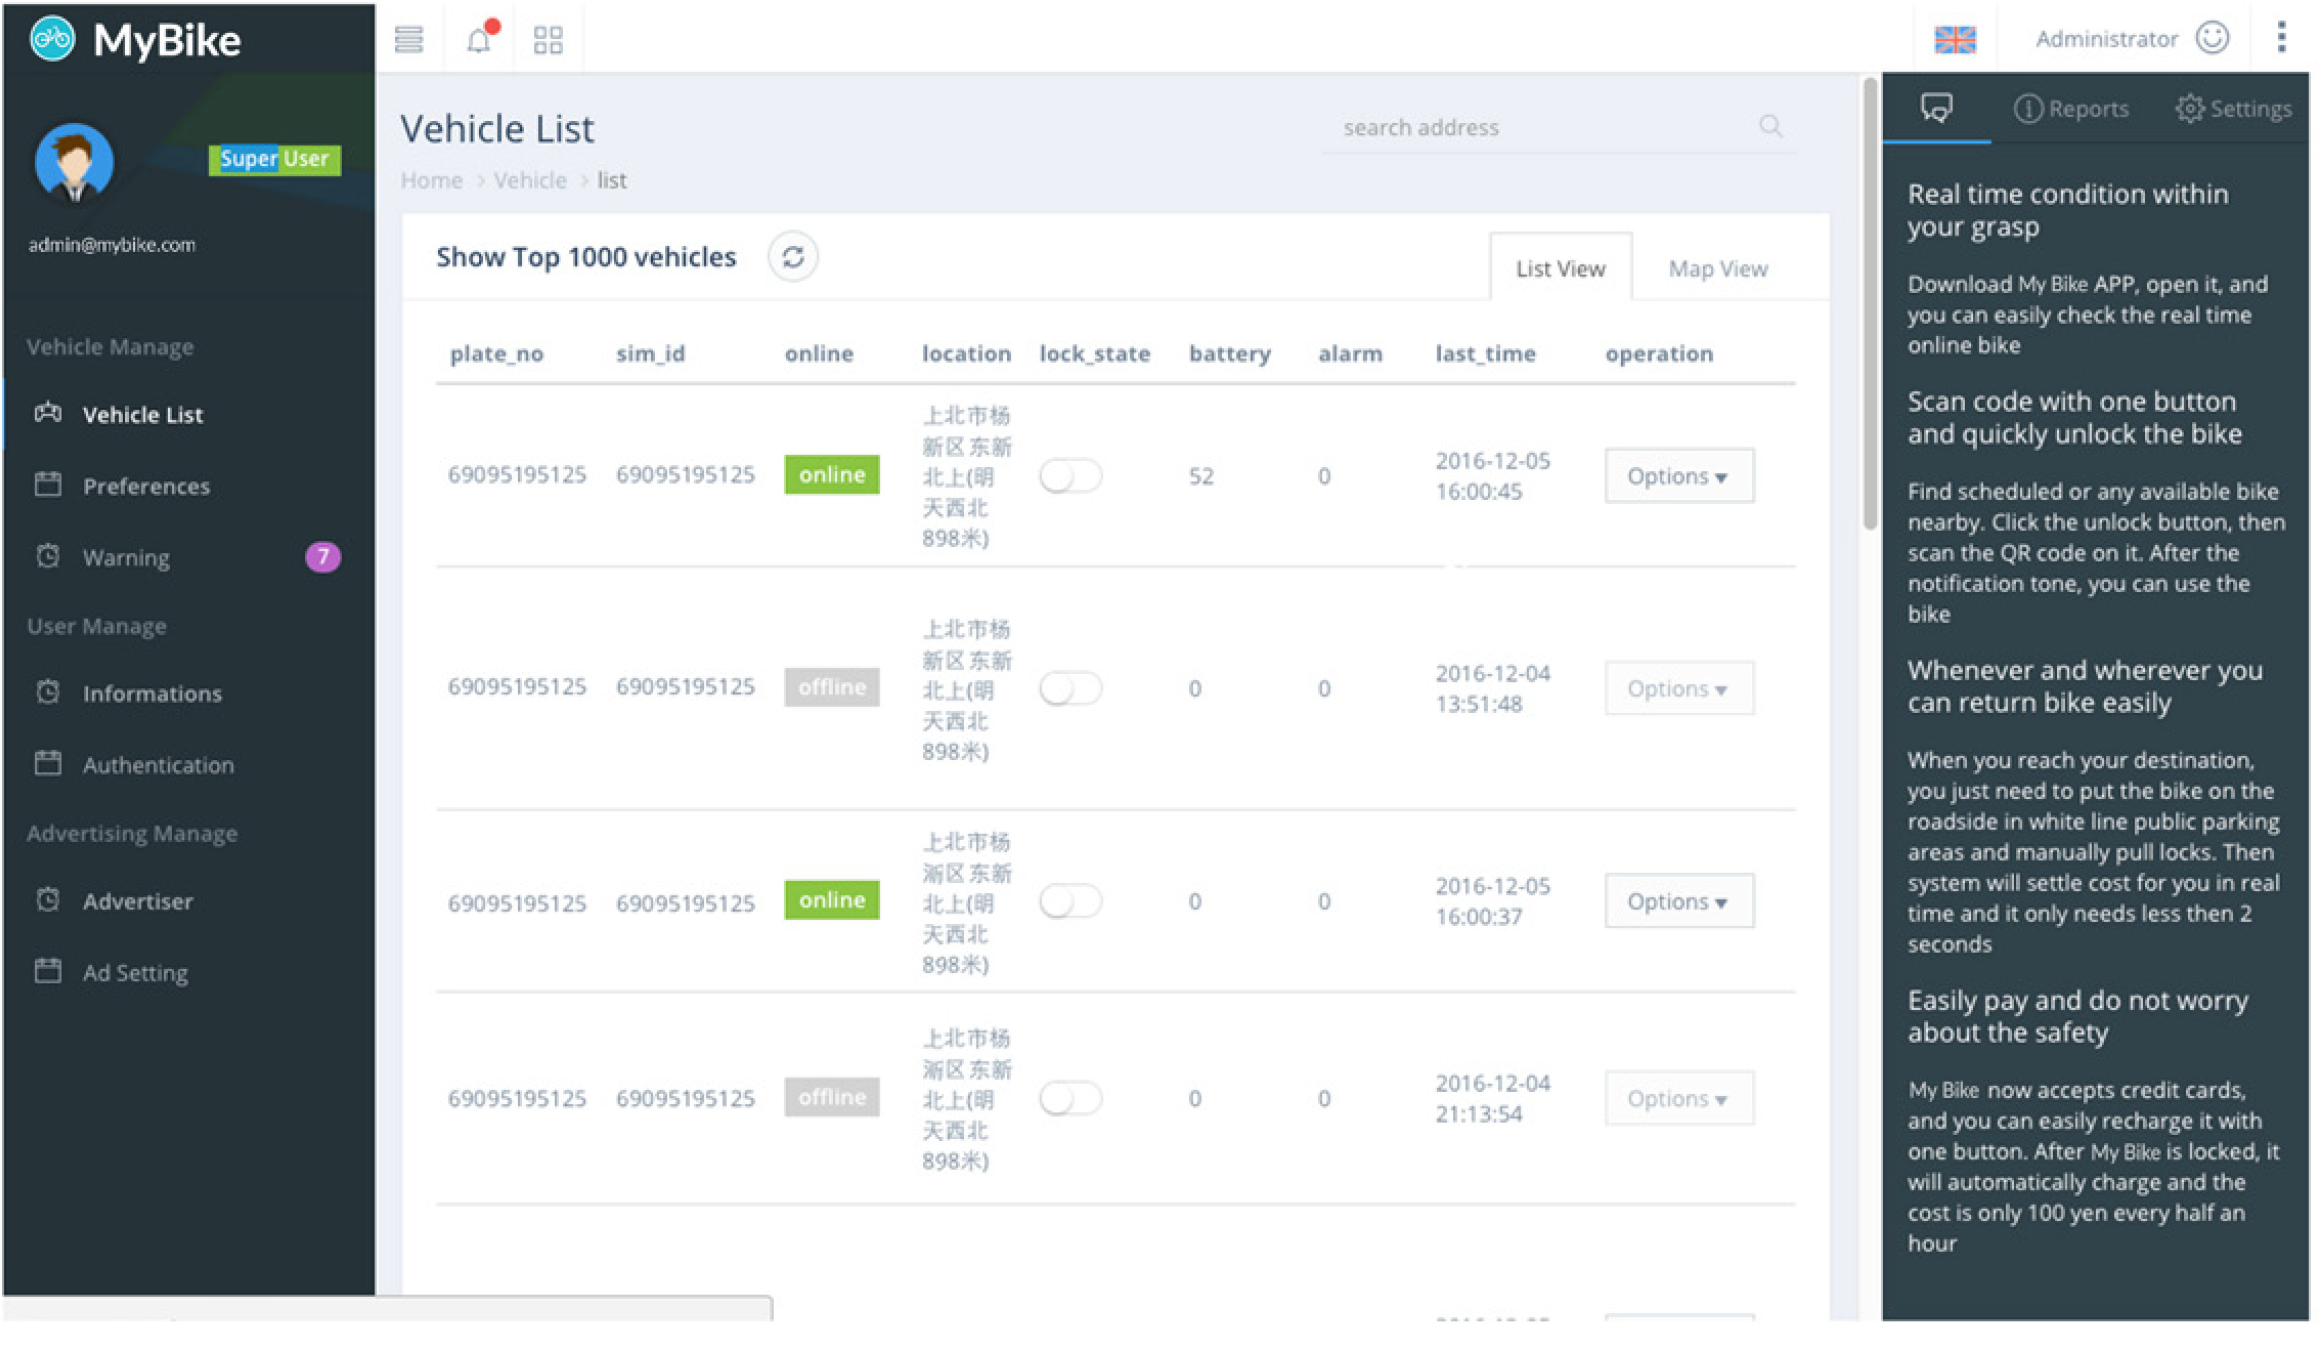 MyBike
Administrator
Super User
admin@mybike.com
Vehicle Manage
Vehicle List
Preferences
Warning 7
User Manage
Informations
Authentication
Advertising Manage
Advertiser
Ad Setting
Vehicle List
search address
Home > Vehicle > list
Show Top 1000 vehicles
List View Map View
plate_no sim_id online location lock_state battery alarm last_time operation
69095195125 69095195125 online
上北市杨
新区东新
北上(明
天西北
898米)
52 0
2016-12-05
16:00:45
Options ▾
69095195125 69095195125 offline
上北市杨
新区东新
北上(明
天西北
898米)
0 0
2016-12-04
13:51:48
Options ▾
69095195125 69095195125 online
上北市杨
区东新
北上(明
天西北
898米)
0 0
2016-12-05
16:00:37
Options ▾
69095195125 69095195125 offline
上北市杨
区东新
北上(明
天西北
898米)
0 0
2016-12-04
21:13:54
Options ▾
Reports Settings
Real time condition within
your grasp
Download My Bike APP, open it, and
you can easily check the real time
online bike
Scan code with one button
and quickly unlock the bike
Find scheduled or any available bike
nearby. Click the unlock button, then
scan the QR code on it. After the
notification tone, you can use the
bike
Whenever and wherever you
can return bike easily
When you reach your destination,
you just need to put the bike on the
roadside in white line public parking
areas and manually pull locks. Then
system will settle cost for you in real
time and it only needs less then 2
seconds
Easily pay and do not worry
about the safety
My Bike now accepts credit cards,
and you can easily recharge it with
one button. After My Bike is locked, it
will automatically charge and the
cost is only 100 yen every half an
hour